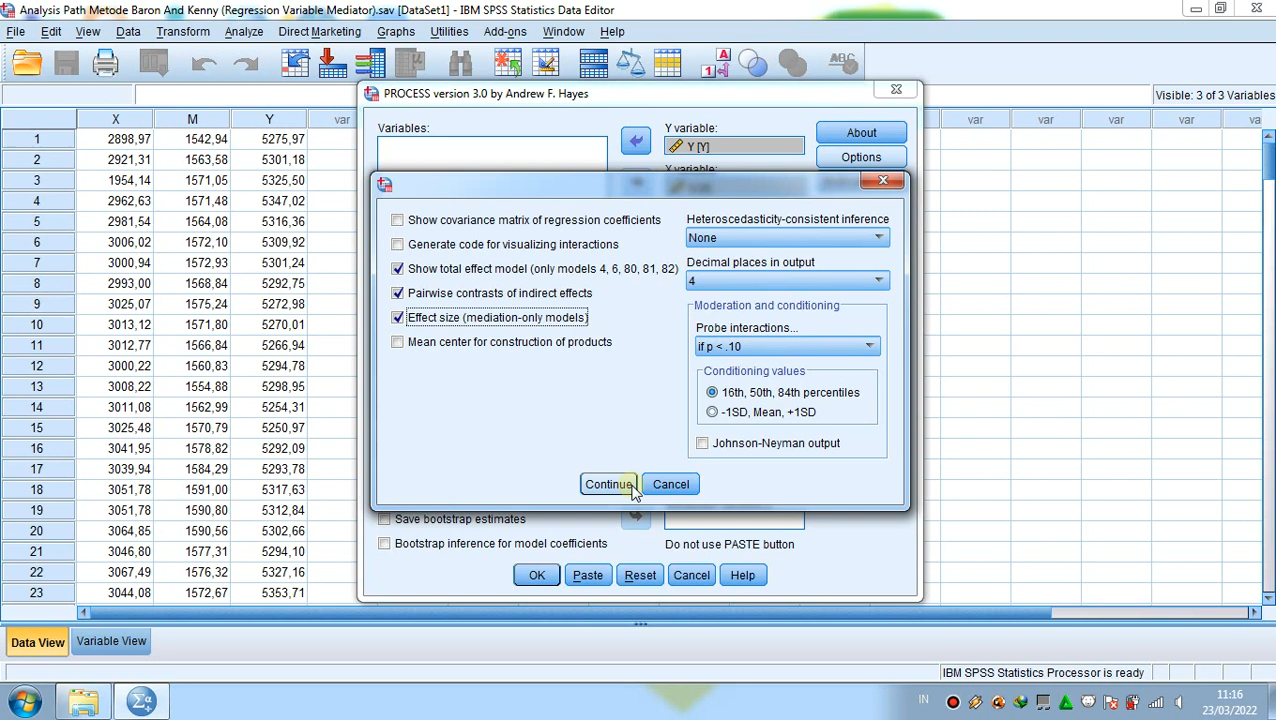 Analysis Path Metode Baron And Kenny (Regression Variable Mediator).sav [DataSet1] - IBM SPSS Statistics Data Editor
File Edit View Data Transform Analyze Direct Marketing Graphs Utilities Add-ons Window Help
PROCESS version 3.0 by Andrew F. Hayes
Visible: 3 of 3 Variables
X M Y var var var var va
Variables:
Y variable:
About
Y [Y]
Options
1 2898,97 1542,94 5275,97
2 2921,31 1563,58 5301,18
3 1954,14 1571,05 5325,50
4 2962,63 1571,48 5347,02
5 2981,54 1564,08 5316,36
6 3006,02 1572,10 5309,92
7 3000,94 1572,93 5301,24
8 2993,81 1568,58 5292,75
9 3025,07 1575,24 5272,98
10 3013,12 1571,80 5270,01
11 3012,77 1566,84 5266,94
12 3000,22 1560,81 5294,78
13 3008,22 1554,88 5298,95
14 3011,08 1562,99 5254,31
15 3025,48 1570,79 5250,97
16 3041,95 1578,82 5292,09
17 3039,94 1584,29 5293,78
18 3051,78 1591,00 5310,88
19 3051,78 1590,80 5312,84
20 3064,85 1590,56 5302,66
21 3046,80 1577,31 5294,10
22 3067,49 1576,32 5327,16
23 3044,08 1572,67 5353,71
Show covariance matrix of regression coefficients
Generate code for visualizing interactions
Show total effect model (only models 4, 6, 80, 81, 82)
Pairwise contrasts of indirect effects
Effect size (mediation-only models)
Mean center for construction of products
Heteroscedasticity-consistent inference
None
Decimal places in output
4
Moderation and conditioning
Probe interactions...
if p < .10
Conditioning values
16th, 50th, 84th percentiles
-1SD, Mean, +1SD
Johnson-Neyman output
Continue Cancel
Save bootstrap estimates
Bootstrap inference for model coefficients
Do not use PASTE button
OK Paste Reset Cancel Help
Data View Variable View
IBM SPSS Statistics Processor is ready
IN
11:16
23/03/2022